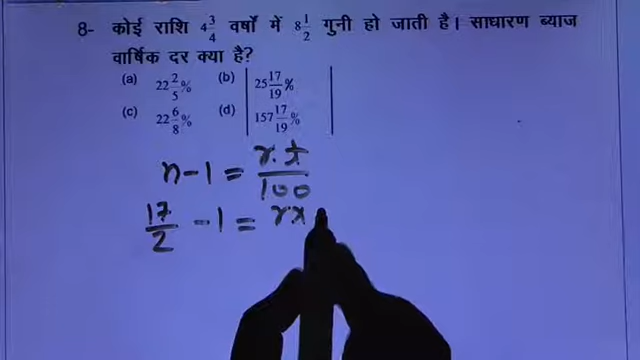 8- कोई राशि 4 3/4 वर्षों में 8 1/2 गुनी हो जाती है। साधारण ब्याज
वार्षिक दर क्या है?
(a) 22 2/5 % (b) 25 17/19 %
(c) 22 6/8 % (d) 157 17/19 %
n-1 = r.t/100
17/2 -1 = r×